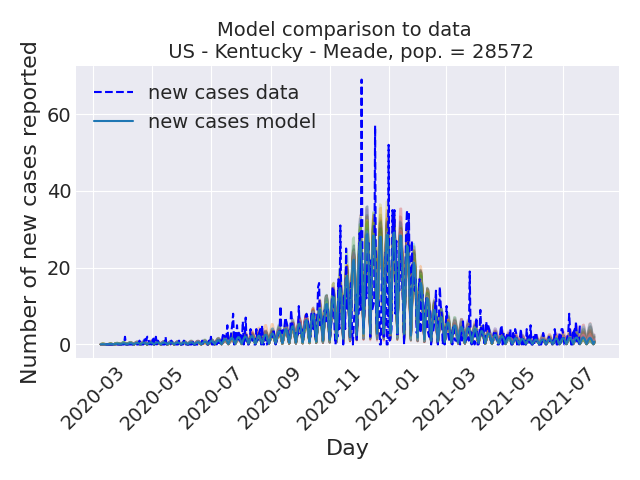 Model comparison to data
US - Kentucky - Meade, pop. = 28572
Number of new cases reported
new cases data
new cases model
60
40
20
0
2020-03
2020-05
2020-07
2020-09
2020-11
2021-01
2021-03
2021-05
2021-07
Day